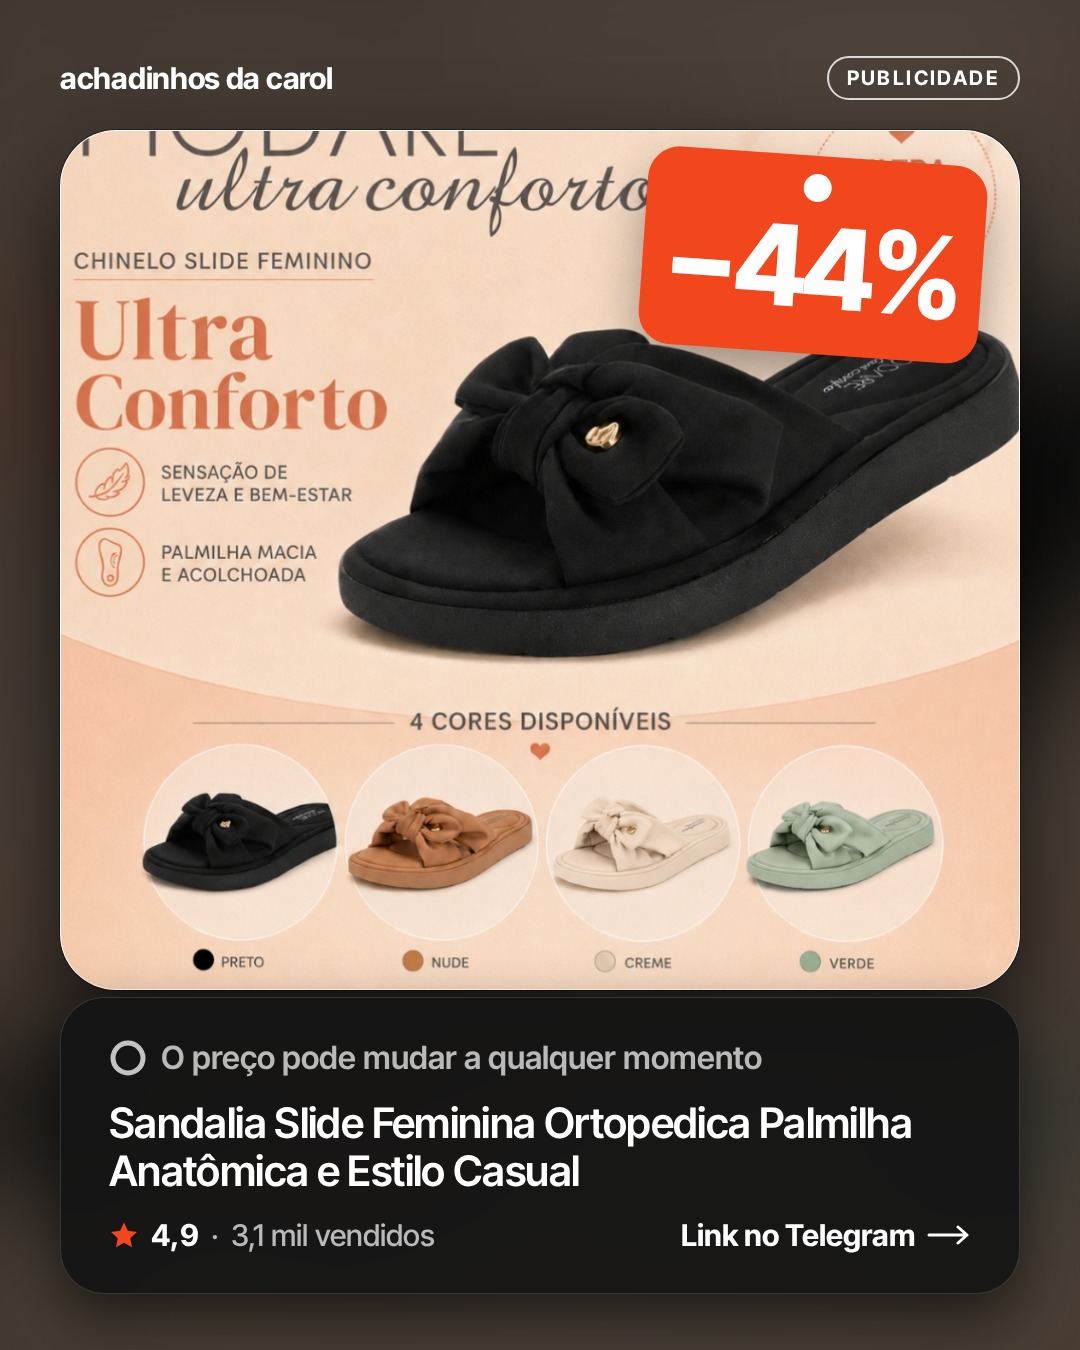 achadinhos da carol
PUBLICIDADE
ultra conforto
-44%
CHINELO SLIDE FEMININO
Ultra
Conforto
SENSAÇÃO DE
LEVEZA E BEM-ESTAR
PALMILHA MACIA
E ACOLCHOADA
4 CORES DISPONÍVEIS
PRETO
NUDE
CREME
VERDE
O preço pode mudar a qualquer momento
Sandalia Slide Feminina Ortopedica Palmilha
Anatômica e Estilo Casual
4,9 · 3,1 mil vendidos
Link no Telegram →